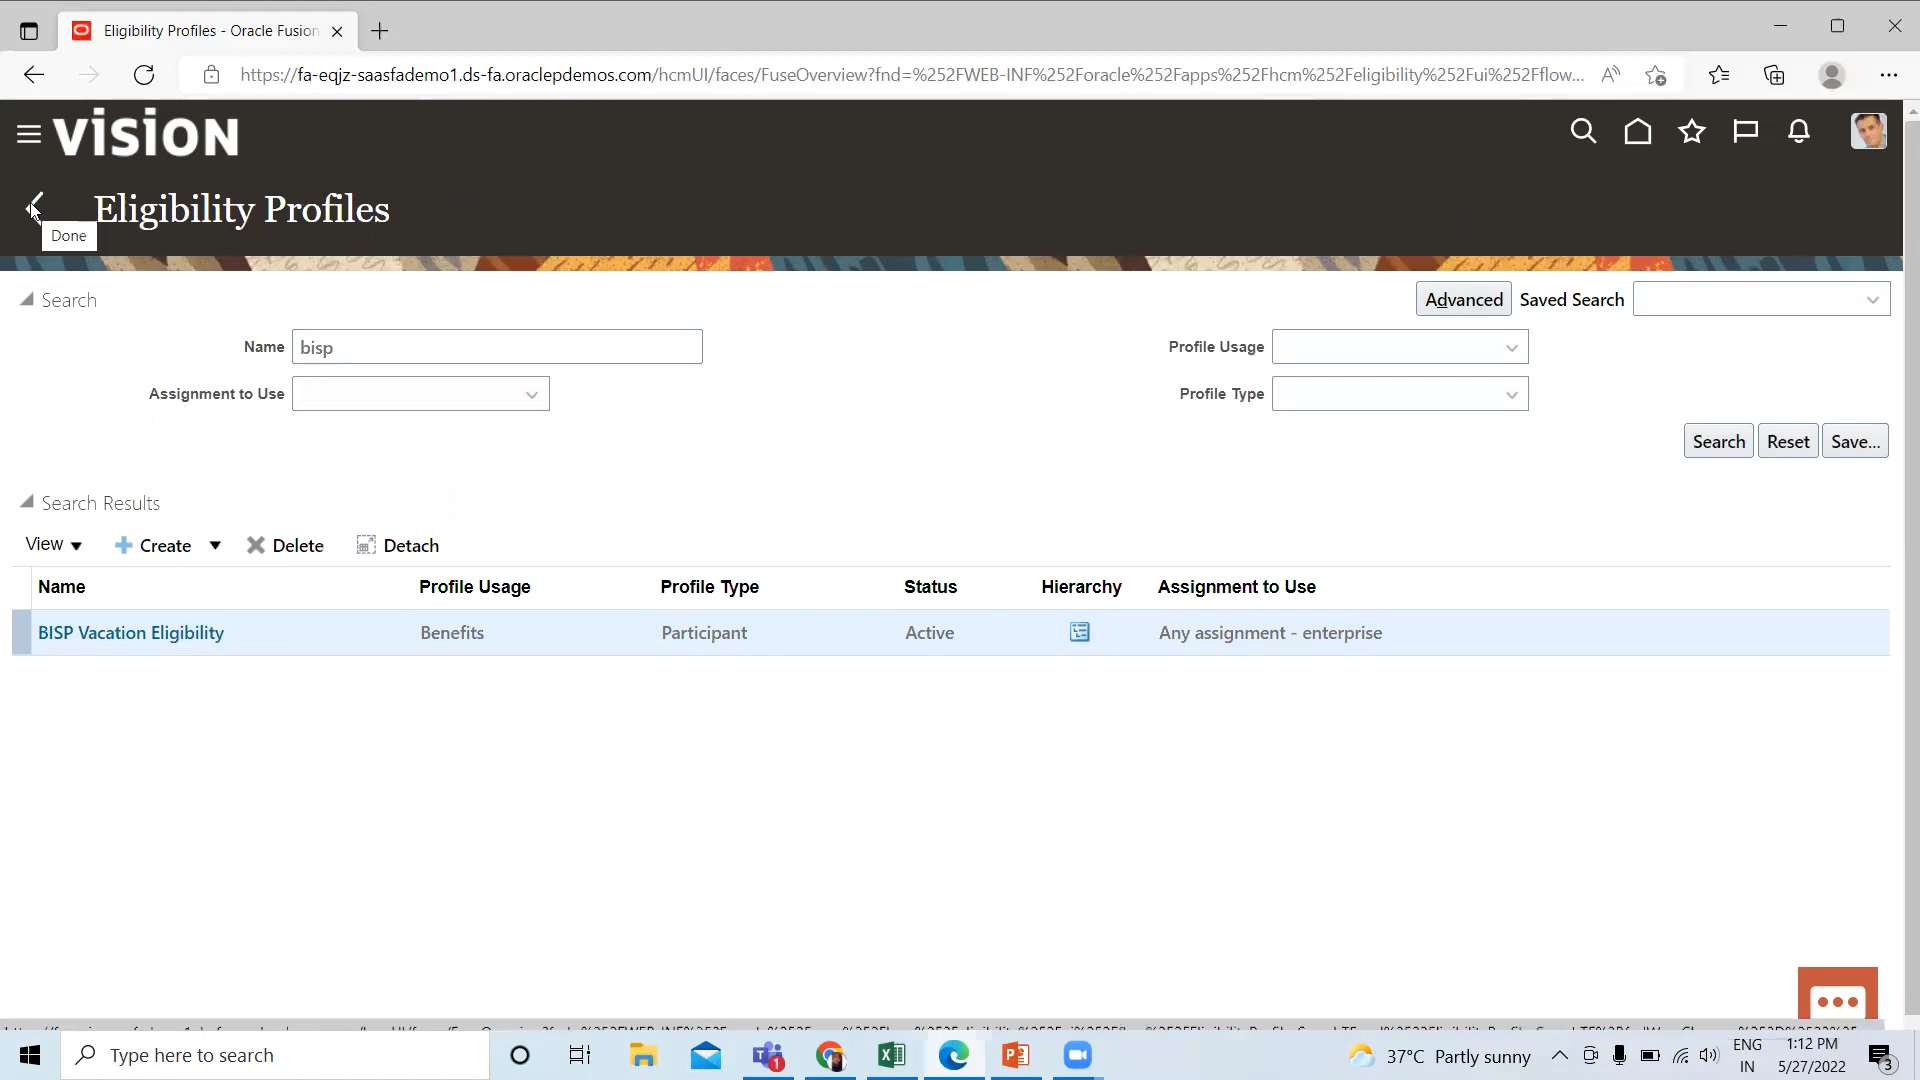 Eligibility Profiles - Oracle Fusion
https://fa-eqjz-saasfademo1.ds-fa.oraclepdemos.com/hcmUI/faces/FuseOverview?fnd=%252FWEB-INF%252Foracle%252Fapps%252Fhcm%252Feligibility%252Fui%252Fflow...
VISION
Eligibility Profiles
Done
Search
Advanced Saved Search
Name bisp Profile Usage
Assignment to Use Profile Type
Search Reset Save...
Search Results
View Create Delete Detach
Name Profile Usage Profile Type Status Hierarchy Assignment to Use
BISP Vacation Eligibility Benefits Participant Active Any assignment - enterprise
Type here to search
1
37°C Partly sunny
ENG
IN
1:12 PM
5/27/2022
3